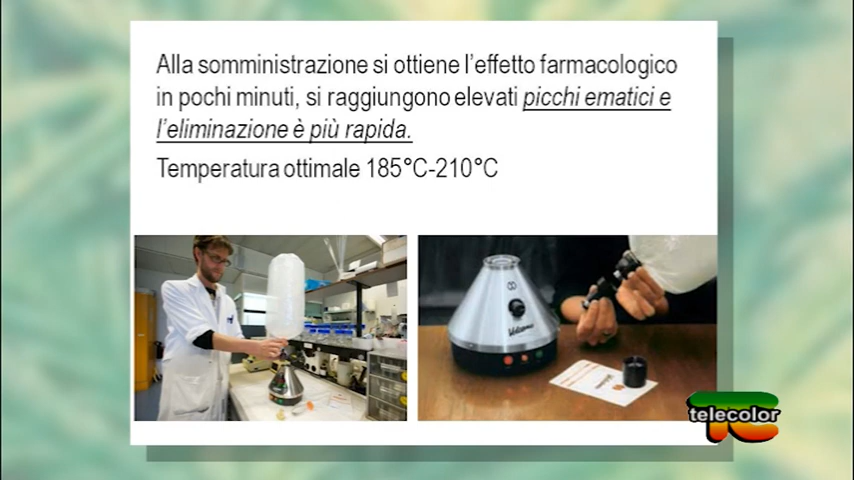 Alla somministrazione si ottiene l'effetto farmacologico
in pochi minuti, si raggiungono elevati picchi ematici e
l'eliminazione è più rapida.
Temperatura ottimale 185°C-210°C
Volcano
telecolor